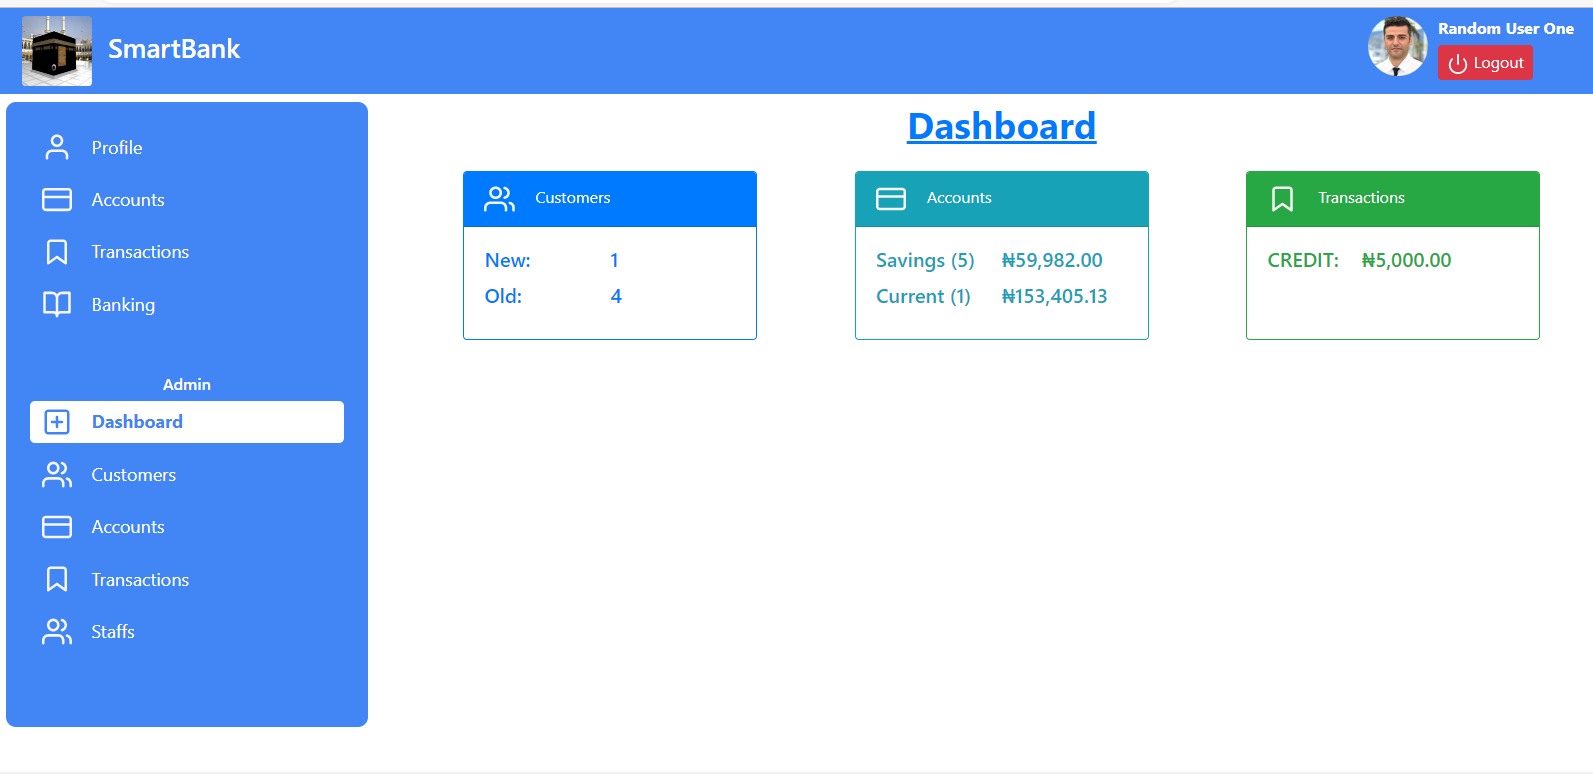 SmartBank
Random User One
Logout
Profile
Accounts
Transactions
Banking
Admin
Dashboard
Customers
Accounts
Transactions
Staffs
Dashboard
Customers
New: 1
Old: 4
Accounts
Savings (5) ₦59,982.00
Current (1) ₦153,405.13
Transactions
CREDIT: ₦5,000.00